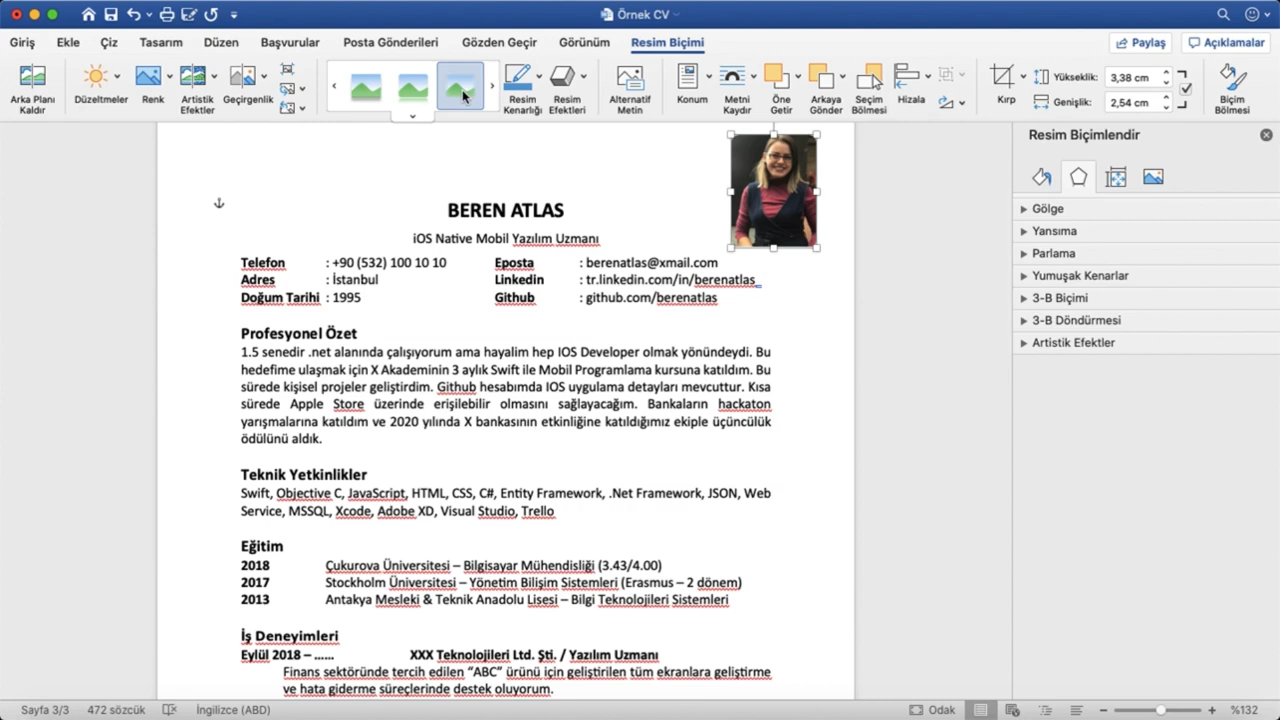 Örnek CV
Giriş Ekle Çiz Tasarım Düzen Başvurular Posta Gönderileri Gözden Geçir Görünüm Resim Biçimi Paylaş Açıklamalar
Arka Planı Kaldır
Düzeltmeler
Renk
Artistik Efektler
Geçirgenlik
Resim Kenarlığı
Resim Efektleri
Alternatif Metin
Konum
Metni Kaydır
Öne Getir
Arkaya Gönder
Seçim Bölmesi
Hizala
Kırp
Yükseklik: 3,38 cm
Genişlik: 2,54 cm
Biçim Bölmesi
BEREN ATLAS
iOS Native Mobil Yazılım Uzmanı
Telefon : +90 (532) 100 10 10 Eposta : berenatlas@xmail.com
Adres : İstanbul Linkedin : tr.linkedin.com/in/berenatlas
Doğum Tarihi : 1995 Github : github.com/berenatlas
Profesyonel Özet
1.5 senedir .net alanında çalışıyorum ama hayalim hep IOS Developer olmak yönündeydi. Bu
hedefime ulaşmak için X Akademinin 3 aylık Swift ile Mobil Programlama kursuna katıldım. Bu
sürede kişisel projeler geliştirdim. Github hesabımda IOS uygulama detayları mevcuttur. Kısa
sürede Apple Store üzerinde erişilebilir olmasını sağlayacağım. Bankaların hackaton
yarışmalarına katıldım ve 2020 yılında X bankasının etkinliğine katıldığımız ekiple üçüncülük
ödülünü aldık.
Teknik Yetkinlikler
Swift, Objective C, JavaScript, HTML, CSS, C#, Entity Framework, .Net Framework, JSON, Web
Service, MSSQL, Xcode, Adobe XD, Visual Studio, Trello
Eğitim
2018 Çukurova Üniversitesi – Bilgisayar Mühendisliği (3.43/4.00)
2017 Stockholm Üniversitesi – Yönetim Bilişim Sistemleri (Erasmus – 2 dönem)
2013 Antakya Mesleki & Teknik Anadolu Lisesi – Bilgi Teknolojileri Sistemleri
İş Deneyimleri
Eylül 2018 – ...... XXX Teknolojileri Ltd. Şti. / Yazılım Uzmanı
Finans sektöründe tercih edilen “ABC” ürünü için geliştirilen tüm ekranlara geliştirme
ve hata giderme süreçlerinde destek oluyorum.
Resim Biçimlendir
Gölge
Yansıma
Parlama
Yumuşak Kenarlar
3-B Biçimi
3-B Döndürmesi
Artistik Efektler
Sayfa 3/3 472 sözcük İngilizce (ABD) Odak %132